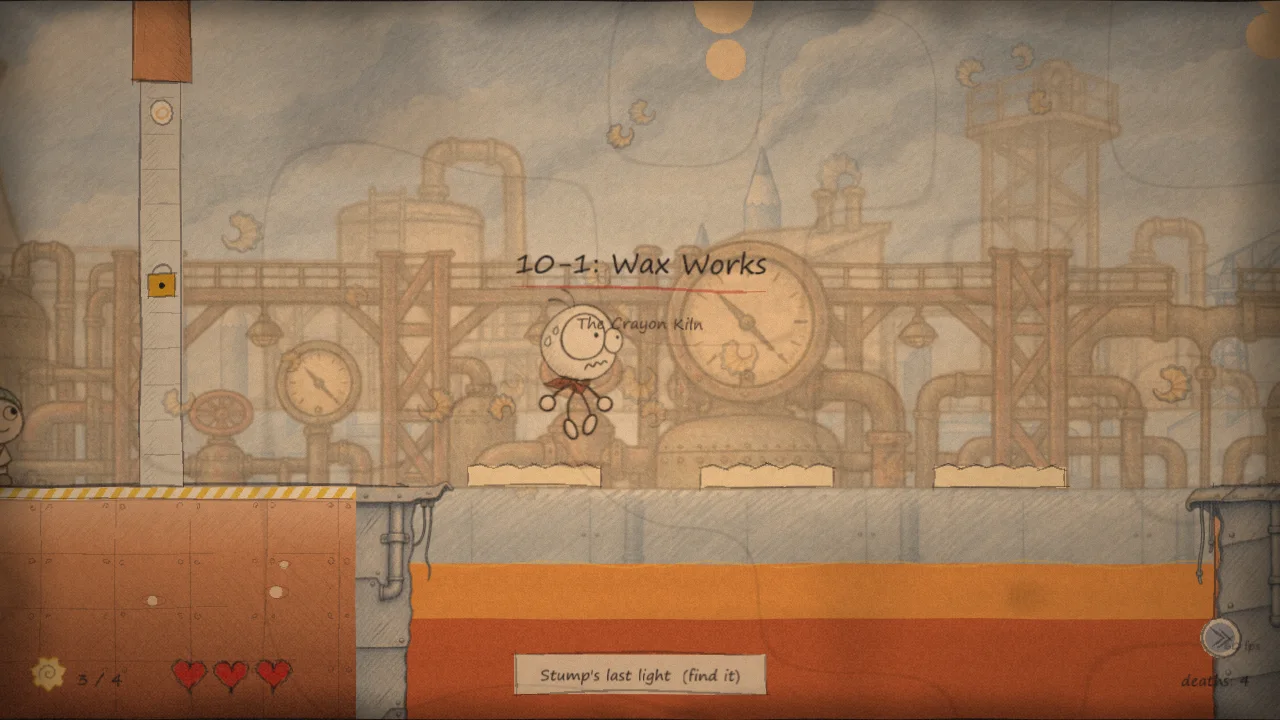 10-1: Wax Works
The Crayon Kiln
3 / 4
Stump's last light (find it)
deaths: 4